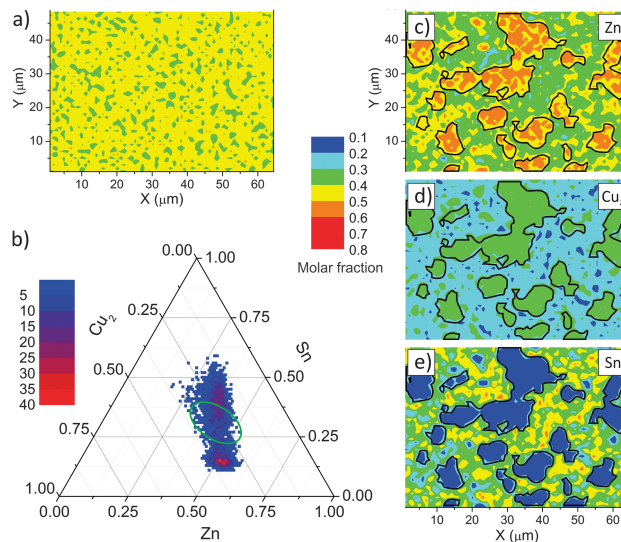 a)
40
30
20
10
Y (μm)
10 20 30 40 50 60
X (μm)
0.1
0.2
0.3
0.4
0.5
0.6
0.7
0.8
Molar fraction
b)
5
10
15
20
25
30
35
40
0.00 1.00
0.25 0.75
Cu2
Sn
0.50 0.50
0.75 0.25
1.00 0.00
0.00 0.25 0.50 0.75 1.00
Zn
c)
Zn
40
30
20
10
Y (μm)
d)
e)
Sn
10 20 30 40 50 60
X (μm)